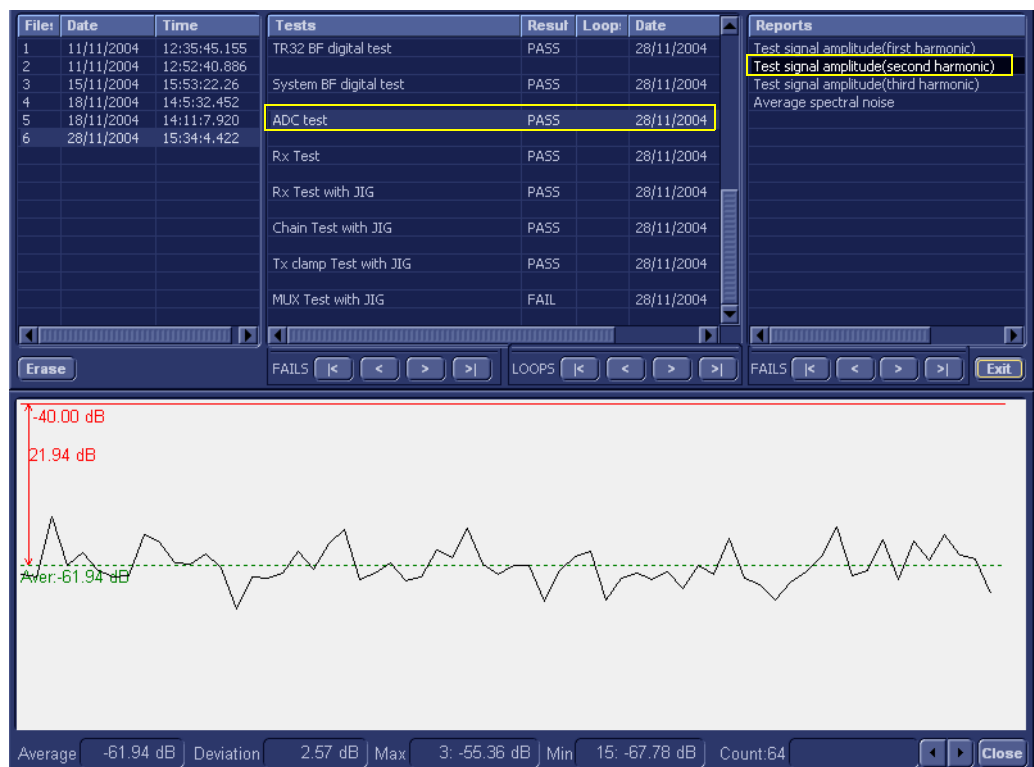 File: Date Time
1 11/11/2004 12:35:45.155
2 11/11/2004 12:52:40.886
3 15/11/2004 15:53:22.26
4 18/11/2004 14:5:32.452
5 18/11/2004 14:11:7.920
6 28/11/2004 15:34:4.422
Erase
Tests Result Loop: Date
TR32 BF digital test PASS 28/11/2004
System BF digital test PASS 28/11/2004
ADC test PASS 28/11/2004
Rx Test PASS 28/11/2004
Rx Test with JIG PASS 28/11/2004
Chain Test with JIG PASS 28/11/2004
Tx clamp Test with JIG PASS 28/11/2004
MUX Test with JIG FAIL 28/11/2004
FAILS |< < > >| LOOPS |< < > >|
Reports
Test signal amplitude(first harmonic)
Test signal amplitude(second harmonic)
Test signal amplitude(third harmonic)
Average spectral noise
FAILS |< < > >| Exit
-40.00 dB
21.94 dB
Aver:-61.94 dB
Average -61.94 dB Deviation 2.57 dB Max 3: -55.36 dB Min 15: -67.78 dB Count:64 Close